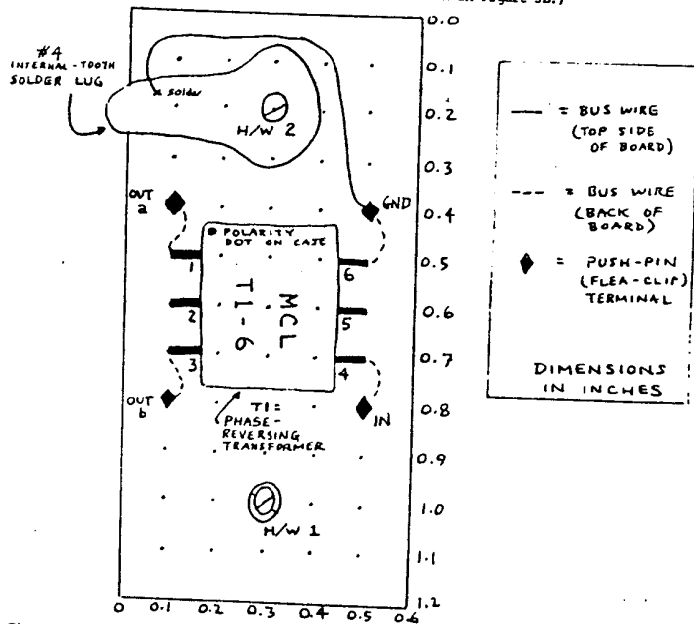 0.0
0.1
0.2
0.3
0.4
0.5
0.6
0.7
0.8
0.9
1.0
1.1
1.2
#4
INTERNAL-TOOTH
SOLDER LUG
solder
H/W 2
OUT
a
GND
POLARITY
DOT ON CASE
1
2
3
6
5
4
MCL
T1-6
OUT
b
IN
T1=
PHASE-
REVERSING
TRANSFORMER
H/W 1
0
0.1
0.2
0.3
0.4
0.5
0.6
= BUS WIRE
(TOP SIDE
OF BOARD)
= BUS WIRE
(BACK OF
BOARD)
= PUSH-PIN
(FLEA-CLIP)
TERMINAL
DIMENSIONS
IN INCHES